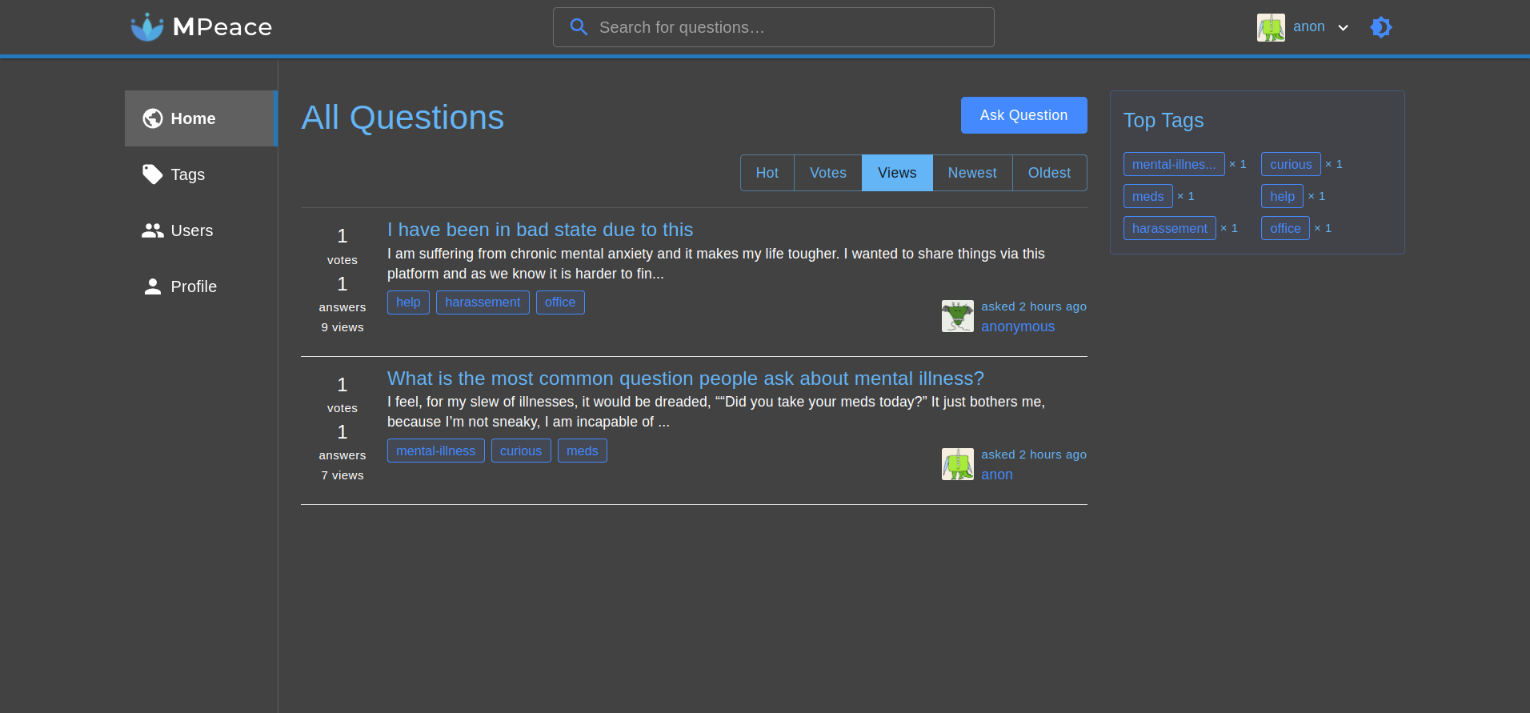 MPeace
Search for questions…
anon
Home
Tags
Users
Profile
All Questions
Ask Question
Hot Votes Views Newest Oldest
1
votes
1
answers
9 views
I have been in bad state due to this
I am suffering from chronic mental anxiety and it makes my life tougher. I wanted to share things via this
platform and as we know it is harder to fin...
help harassement office
asked 2 hours ago
anonymous
1
votes
1
answers
7 views
What is the most common question people ask about mental illness?
I feel, for my slew of illnesses, it would be dreaded, ““Did you take your meds today?” It just bothers me,
because I’m not sneaky, I am incapable of ...
mental-illness curious meds
asked 2 hours ago
anon
Top Tags
mental-illnes... × 1 curious × 1
meds × 1 help × 1
harassement × 1 office × 1